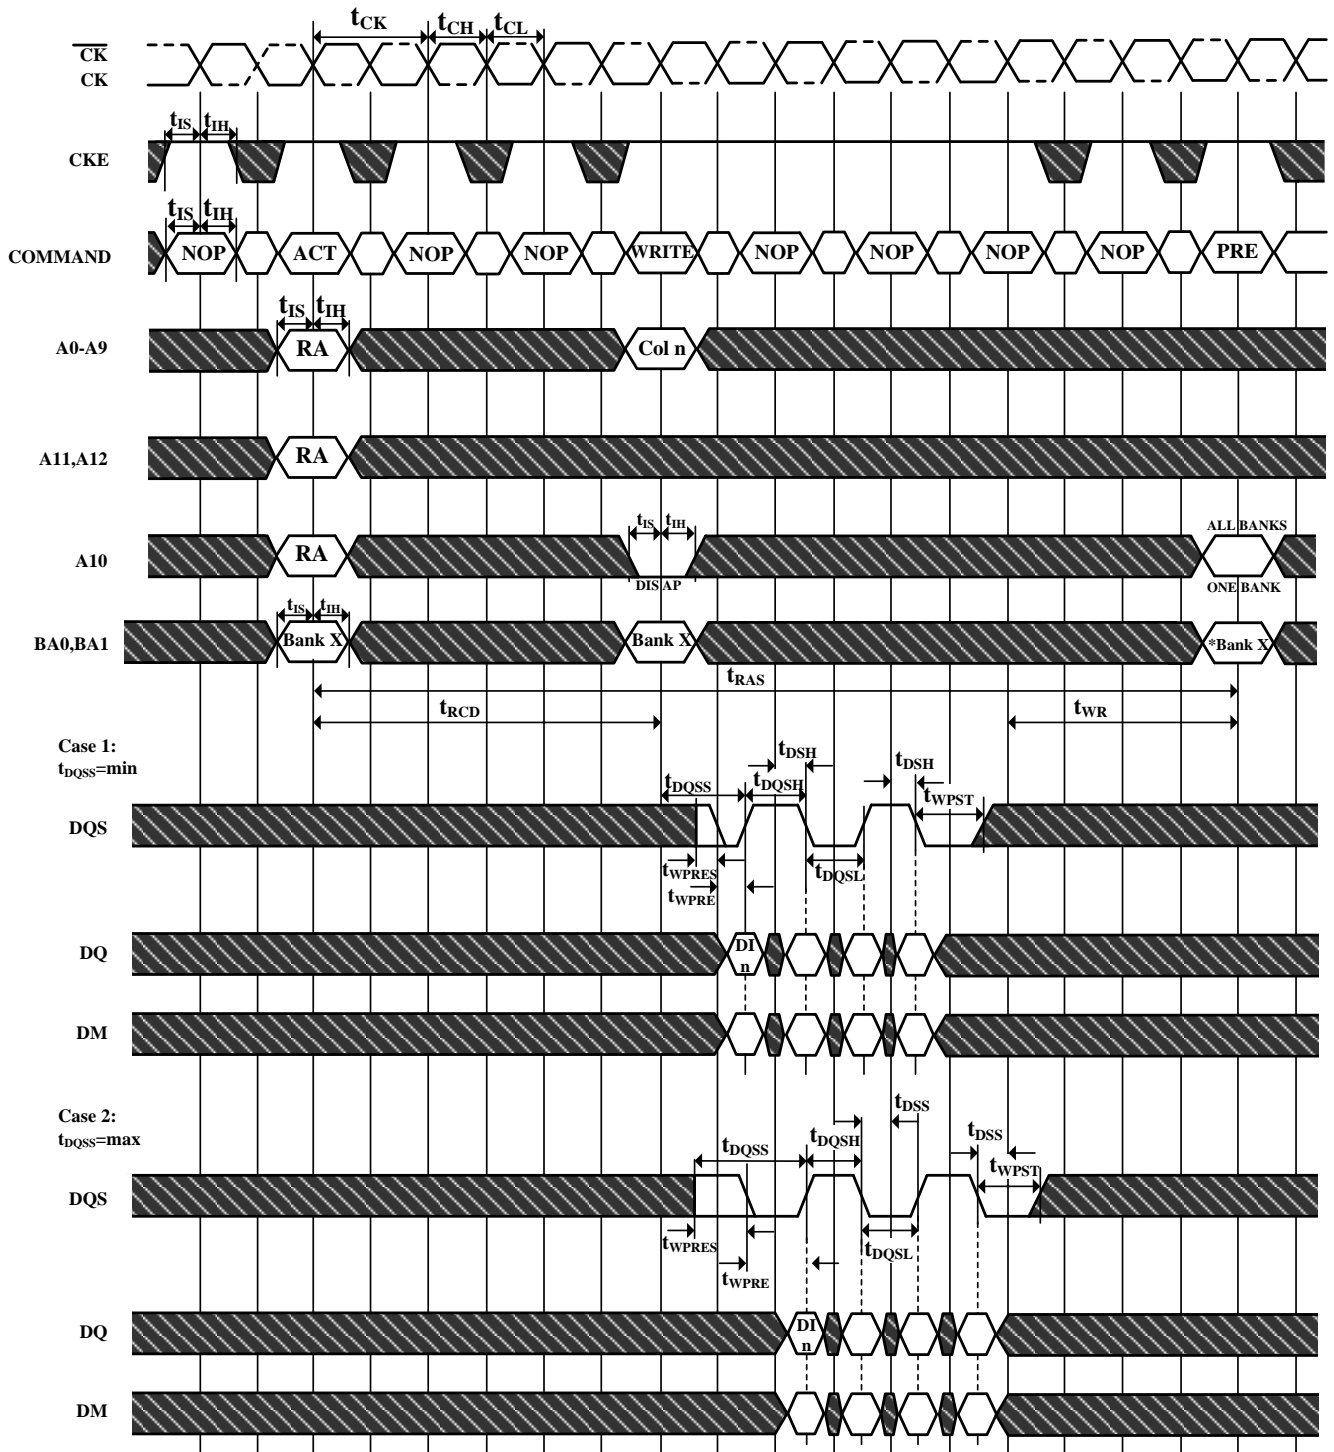 tCK tCH tCL
CK
CK
tIS tIH
CKE
tIS tIH
COMMAND NOP ACT NOP NOP WRITE NOP NOP NOP NOP PRE
tIS tIH
A0-A9 RA Col n
A11,A12 RA
tIS tIH ALL BANKS
A10 RA
DIS AP ONE BANK
tIS tIH
BA0,BA1 Bank X Bank X *Bank X
tRAS
tRCD tWR
Case 1:
tDQSS=min
tDSH tDSH
tDQSS tDQSH tWPST
DQS
tWPRES tDQSL
tWPRE
DQ DI
n
DM
Case 2:
tDQSS=max
tDSS tDSS
tDQSS tDQSH tWPST
DQS
tWPRES tDQSL
tWPRE
DQ DI
n
DM